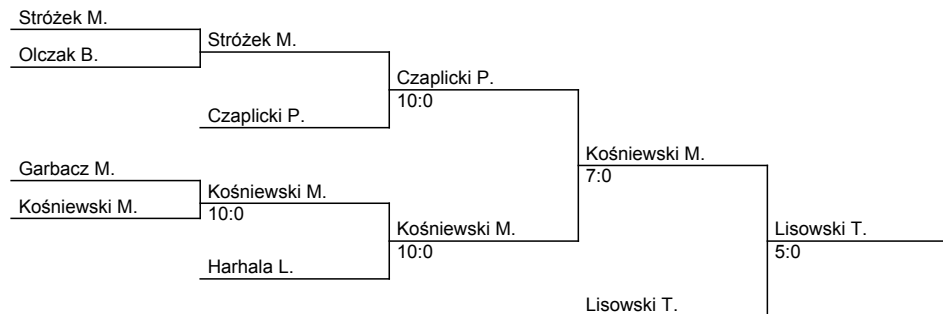 Stróżek M.
Olczak B.
Stróżek M.
Czaplicki P.
Czaplicki P.
10:0
Garbacz M.
Kośniewski M.
Kośniewski M.
10:0
Harhala L.
Kośniewski M.
10:0
Kośniewski M.
7:0
Lisowski T.
Lisowski T.
5:0